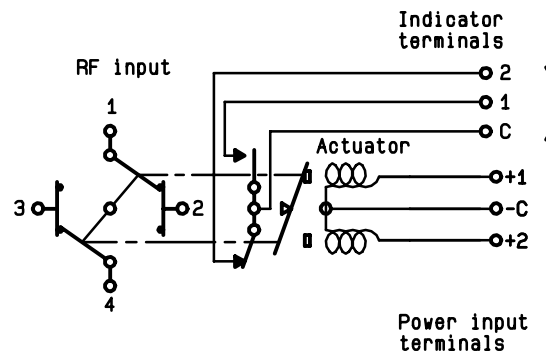 Indicator
terminals
RF input
2
1
1
C
Actuator
+1
3
2
-C
+2
4
Power input
terminals